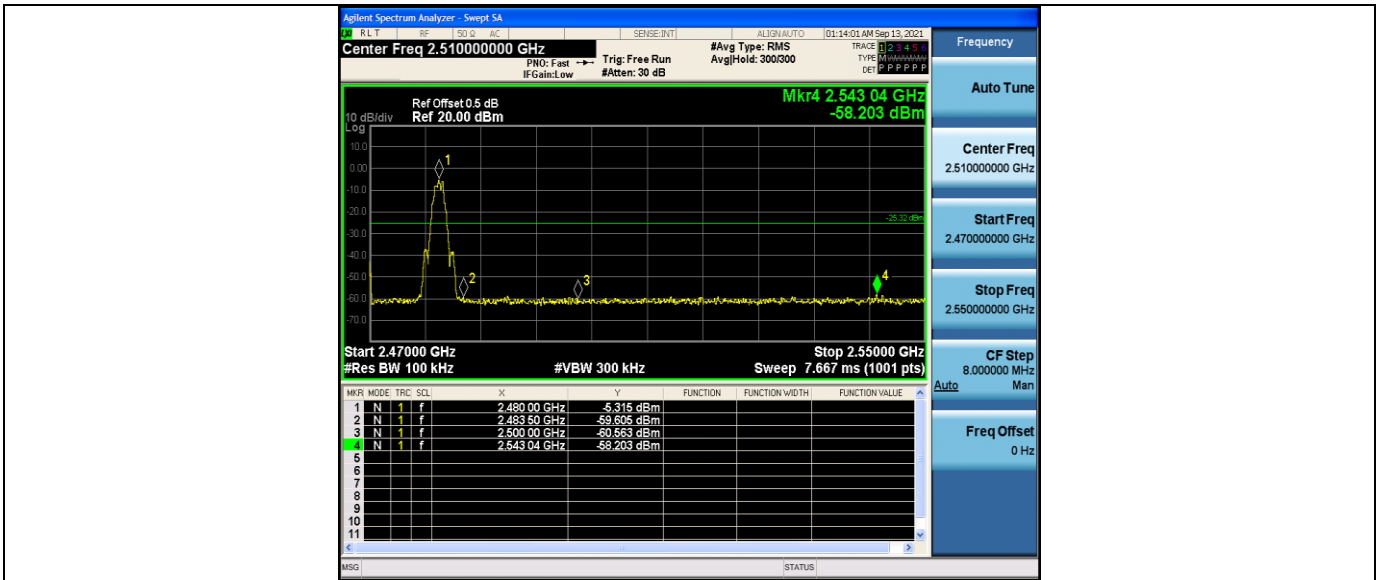 Agilent Spectrum Analyzer - Swept SA
RLT RF 50 Ω AC SENSE:INT ALIGN AUTO 01:14:01 AM Sep 13, 2021
Center Freq 2.510000000 GHz
PNO: Fast
IFGain:Low
Trig: Free Run
#Atten: 30 dB
#Avg Type: RMS
Avg|Hold: 300/300
TRACE 1 2 3 4 5 6
TYPE M
DET P P P P P P
Ref Offset 0.5 dB
10 dB/div Ref 20.00 dBm
Log
Mkr4 2.543 04 GHz
-58.203 dBm
10.0
0.00
-10.0
-20.0
-30.0
-40.0
-50.0
-60.0
-70.0
1
2
3
4
-25.32 dBm
Start 2.47000 GHz Stop 2.55000 GHz
#Res BW 100 kHz #VBW 300 kHz Sweep 7.667 ms (1001 pts)
MKR MODE TRC SCL X Y FUNCTION FUNCTION WIDTH FUNCTION VALUE
1 N 1 f 2.480 00 GHz -5.315 dBm
2 N 1 f 2.483 50 GHz -59.605 dBm
3 N 1 f 2.500 00 GHz -60.563 dBm
4 N 1 f 2.543 04 GHz -58.203 dBm
5
6
7
8
9
10
11
MSG STATUS
Frequency
Auto Tune
Center Freq
2.510000000 GHz
Start Freq
2.470000000 GHz
Stop Freq
2.550000000 GHz
CF Step
8.000000 MHz
Auto Man
Freq Offset
0 Hz